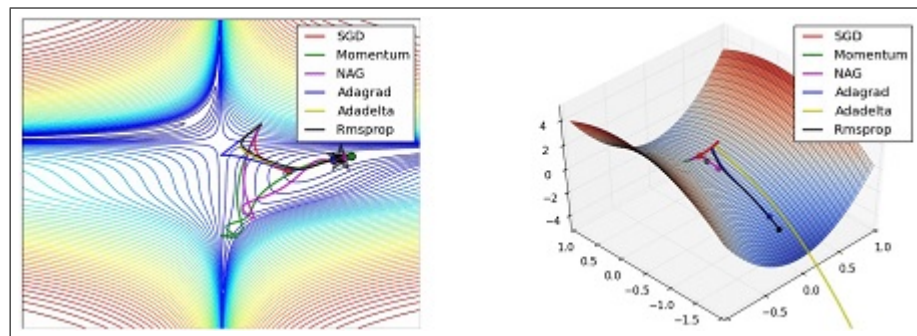 SGD
Momentum
NAG
Adagrad
Adadelta
Rmsprop
SGD
Momentum
NAG
Adagrad
Adadelta
Rmsprop
4
2
0
−2
−4
1.0
0.5
0.0
−0.5
−1.0
−1.5
−0.5
0.0
0.5
1.0